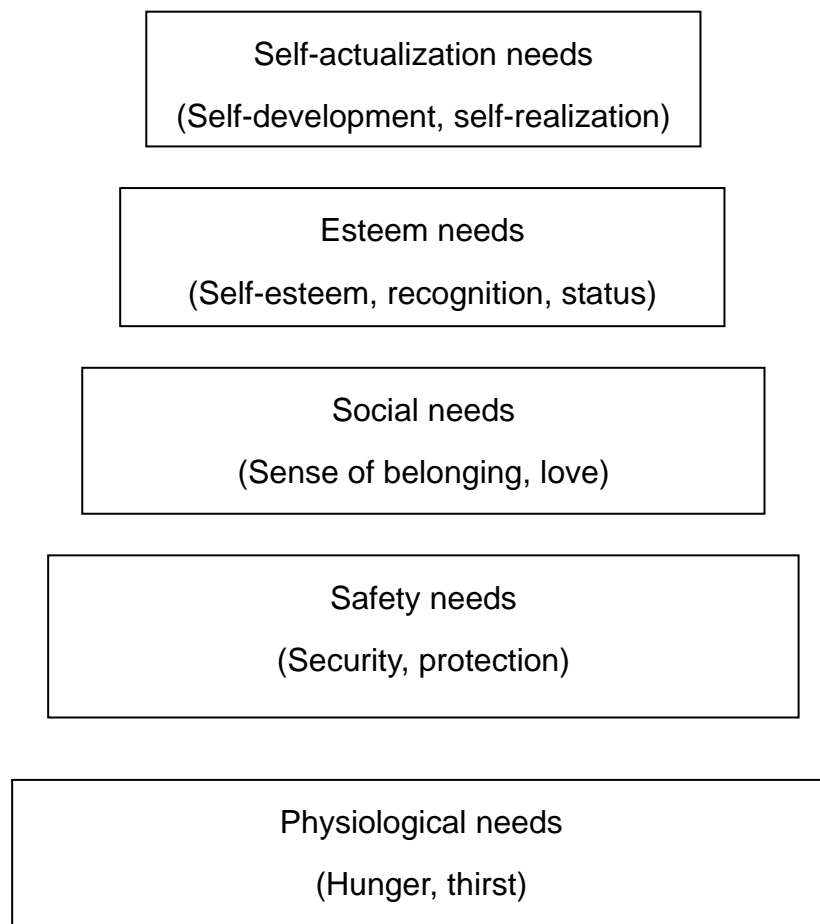 Self-actualization needs
(Self-development, self-realization)
Esteem needs
(Self-esteem, recognition, status)
Social needs
(Sense of belonging, love)
Safety needs
(Security, protection)
Physiological needs
(Hunger, thirst)